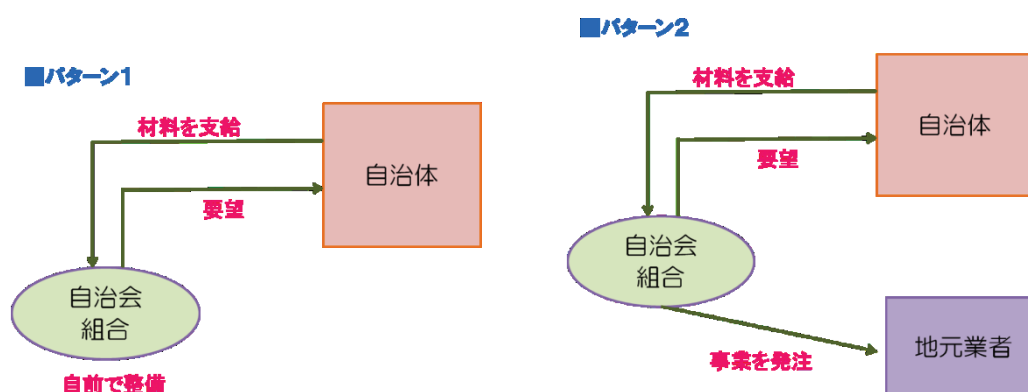 ■パターン1
材料を支給
自治体
要望
自治会
組合
自前で整備
■パターン2
材料を支給
自治体
要望
自治会
組合
地元業者
事業を発注